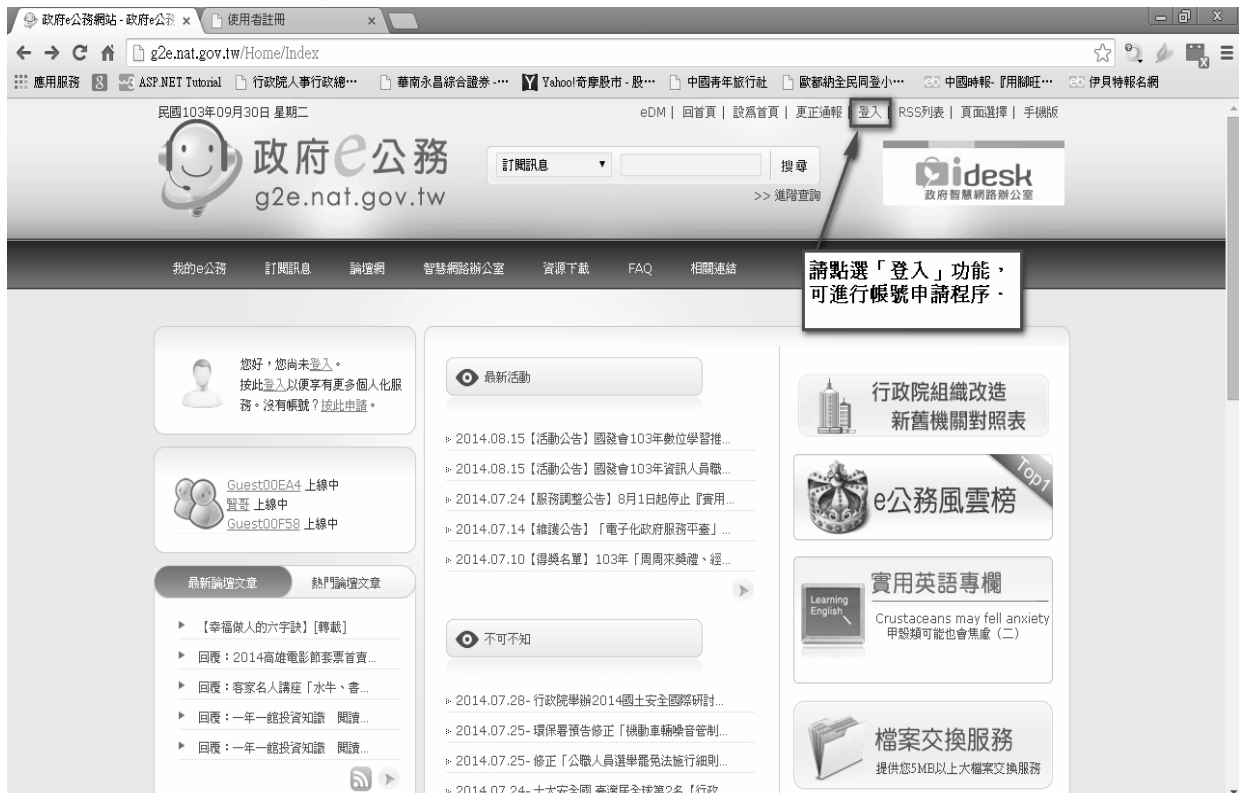 政府e公務網站 - 政府e公務
使用者註冊
g2e.nat.gov.tw/Home/Index
應用服務
ASP.NET Tutorial
行政院人事行政總…
華南永昌綜合證券 -…
Yahoo!奇摩股市 - 股…
中國青年旅行社
歐都納全民同登小…
中國時報-『用腳旺…
伊貝特報名網
民國103年09月30日 星期二
eDM | 回首頁 | 設為首頁 | 更正通報 | 登入 | RSS列表 | 頁面選擇 | 手機版
政府e公務
g2e.nat.gov.tw
訂閱訊息
搜尋
>> 進階查詢
idesk
政府智慧網路辦公室
我的e公務 訂閱訊息 論壇網 智慧網路辦公室 資源下載 FAQ 相關連結
請點選「登入」功能，
可進行帳號申請程序．
您好，您尚未登入。
按此登入以便享有更多個人化服
務。沒有帳號？按此申請。
Guest00EA4 上線中
賢哥 上線中
Guest00F58 上線中
最新論壇文章
熱門論壇文章
【幸福做人的六字訣】[轉載]
回覆：2014高雄電影節套票首賣...
回覆：客家名人講座「水牛、書...
回覆：一年一館投資知識 閱讀...
回覆：一年一館投資知識 閱讀...
最新活動
2014.08.15【活動公告】國發會103年數位學習推...
2014.08.15【活動公告】國發會103年資訊人員職...
2014.07.24【服務調整公告】8月1日起停止『實用...
2014.07.14【維護公告】「電子化政府服務平臺」...
2014.07.10【得獎名單】103年「周周來獎禮、經...
不可不知
2014.07.28- 行政院舉辦2014國土安全國際研討...
2014.07.25- 環保署預告修正「機動車輛噪音管制...
2014.07.25- 修正「公職人員選舉罷免法施行細則...
2014.07.24- 十大安全國 臺灣居全球第2名【行政...
行政院組織改造
新舊機關對照表
Top1
e公務風雲榜
Learning
English
實用英語專欄
Crustaceans may fell anxiety
甲殼類可能也會焦慮（二）
檔案交換服務
提供您5MB以上大檔案交換服務